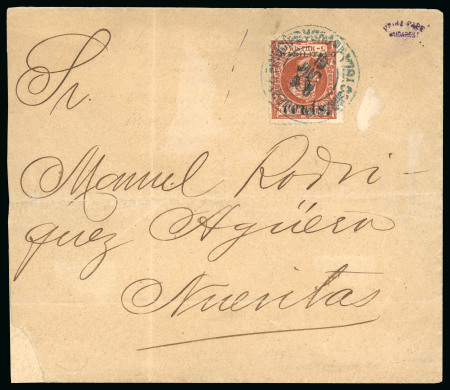 Sr.
Manuel Rodri-
guez Agüero
Nuevitas